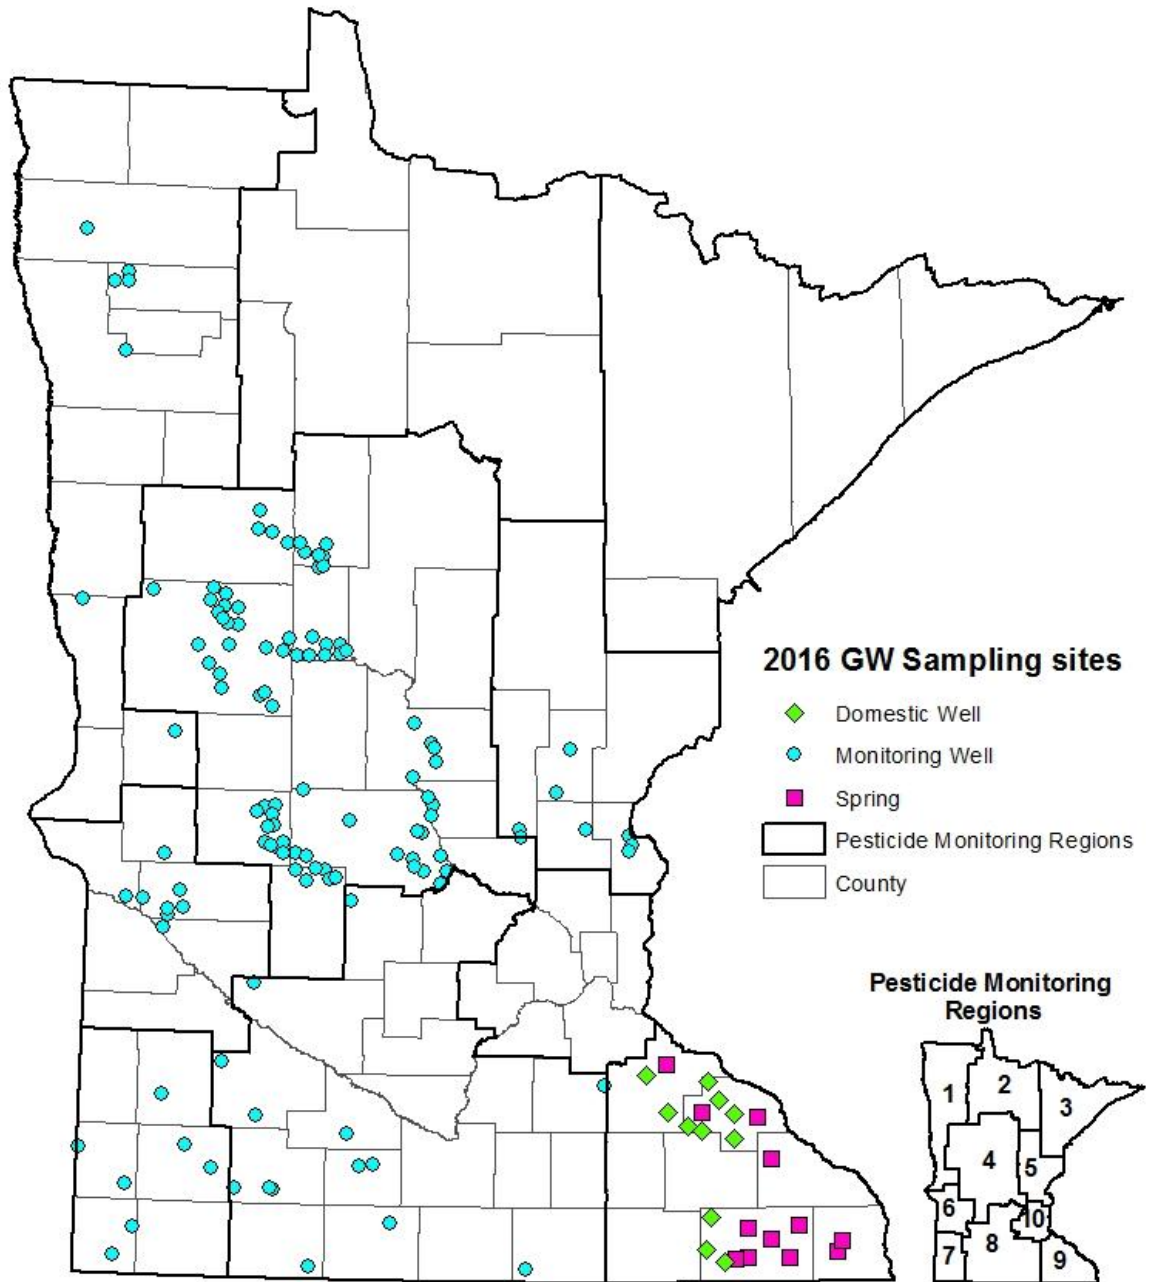 2016 GW Sampling sites
Domestic Well
Monitoring Well
Spring
Pesticide Monitoring Regions
County
Pesticide Monitoring
Regions
1
2
3
4
5
6
10
7
8
9